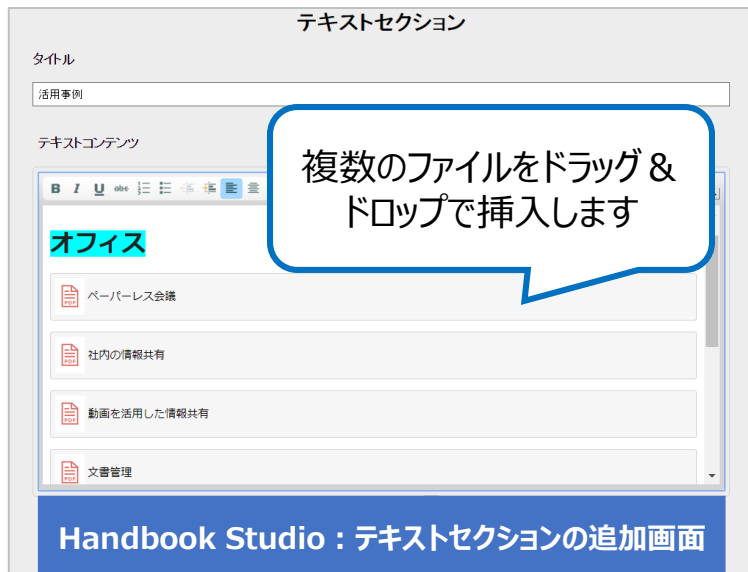 テキストセクション
タイトル
活用事例
テキストコンテンツ
複数のファイルをドラッグ＆
ドロップで挿入します
B I U abc
オフィス
PDF ペーパーレス会議
PDF 社内の情報共有
PDF 動画を活用した情報共有
PDF 文書管理
Handbook Studio：テキストセクションの追加画面